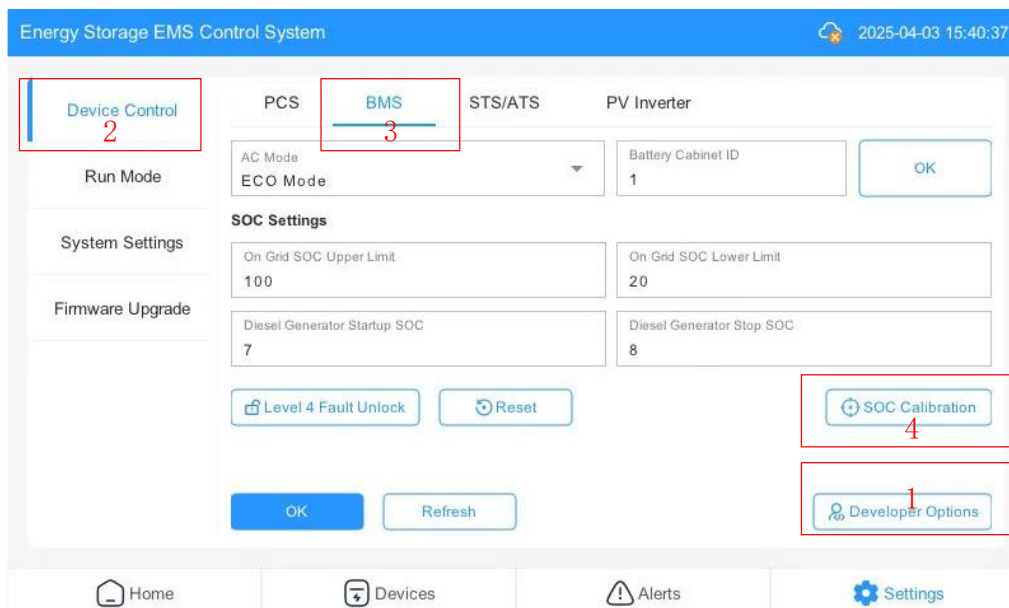 Energy Storage EMS Control System 2025-04-03 15:40:37
Device Control
2
PCS BMS STS/ATS PV Inverter
3
Run Mode
AC Mode
ECO Mode
Battery Cabinet ID
1
OK
SOC Settings
System Settings
On Grid SOC Upper Limit
100
On Grid SOC Lower Limit
20
Firmware Upgrade
Diesel Generator Startup SOC
7
Diesel Generator Stop SOC
8
Level 4 Fault Unlock Reset SOC Calibration
4
1
OK Refresh Developer Options
Home Devices Alerts Settings